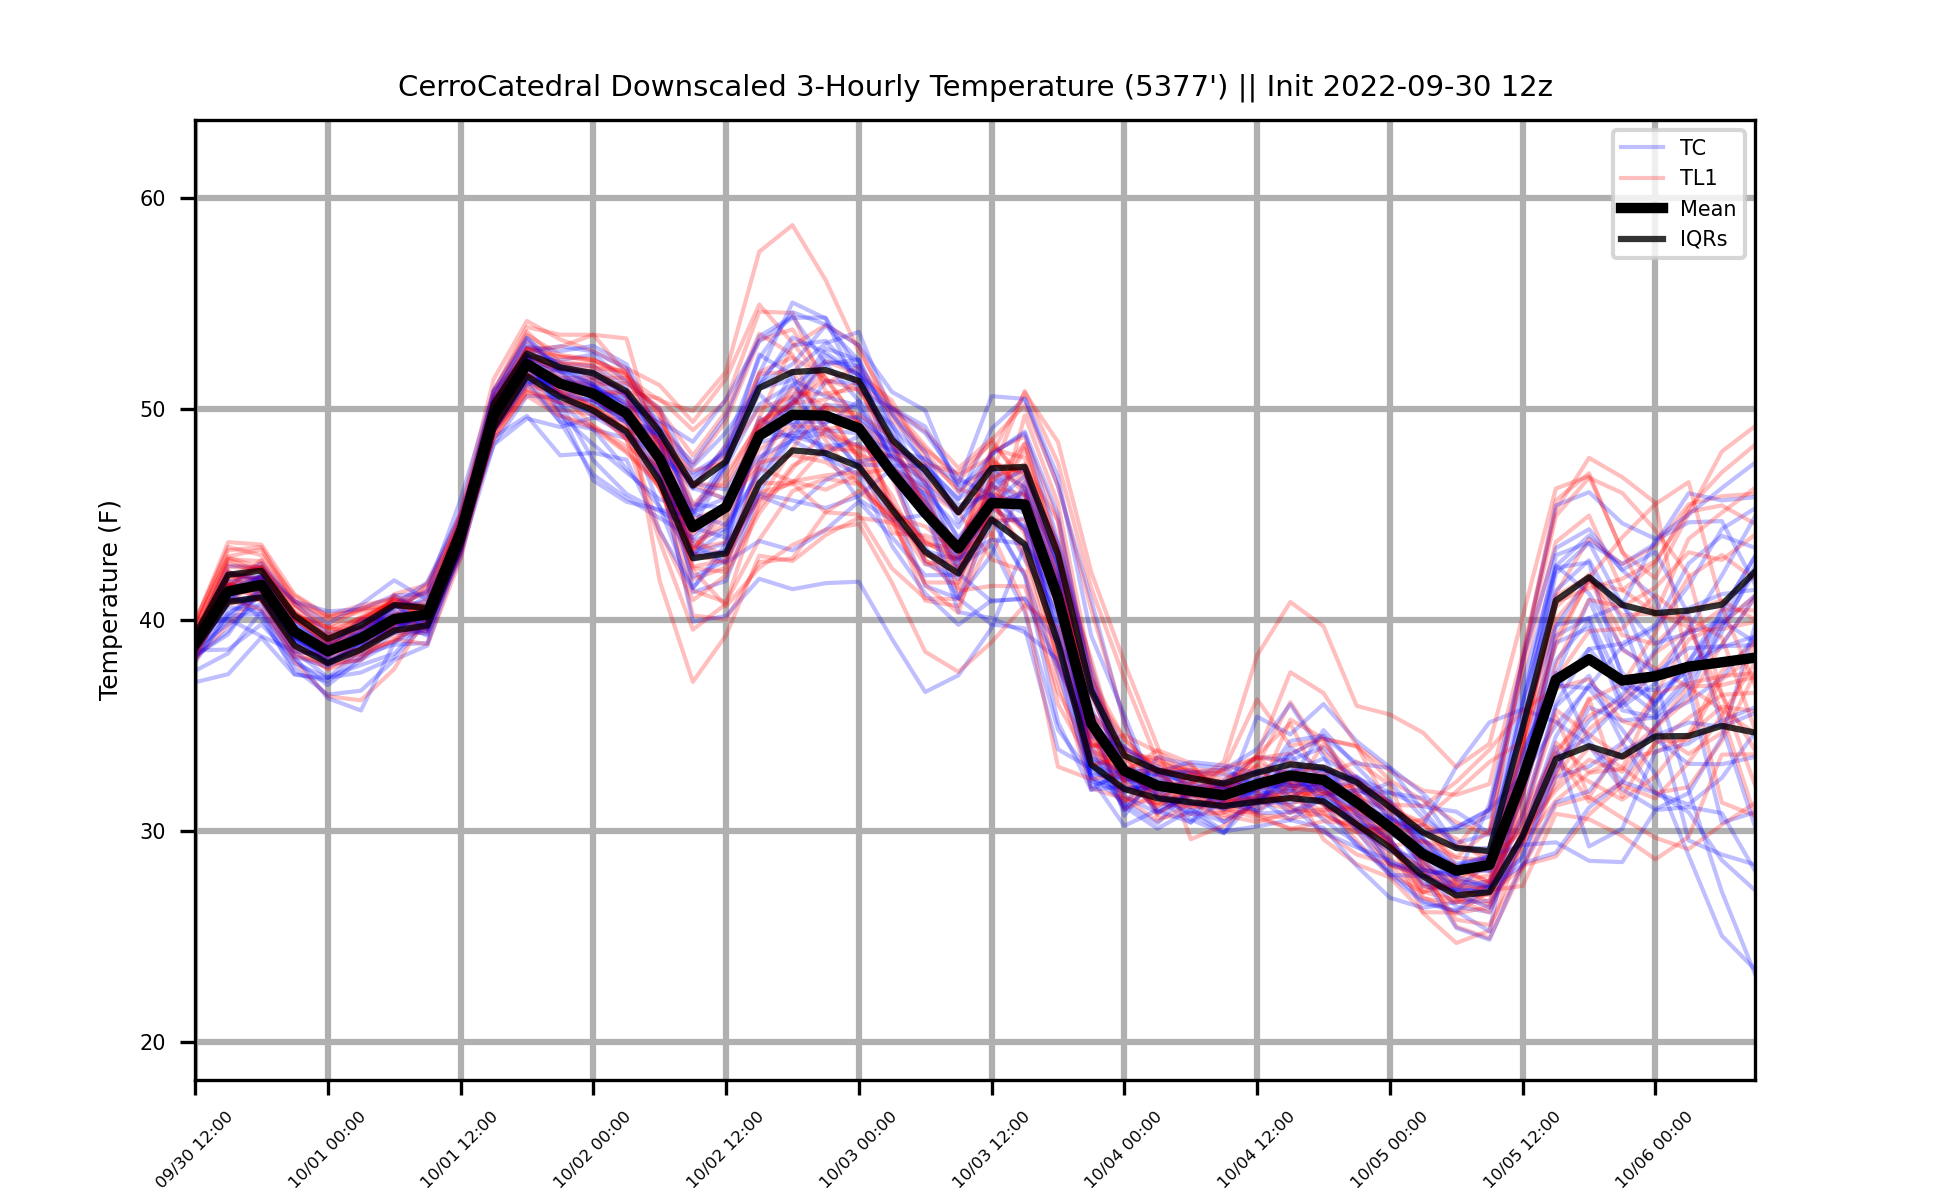 CerroCatedral Downscaled 3-Hourly Temperature (5377') || Init 2022-09-30 12z
TC
TL1
Mean
IQRs
Temperature (F)
60
50
40
30
20
09/30 12:00
10/01 00:00
10/01 12:00
10/02 00:00
10/02 12:00
10/03 00:00
10/03 12:00
10/04 00:00
10/04 12:00
10/05 00:00
10/05 12:00
10/06 00:00